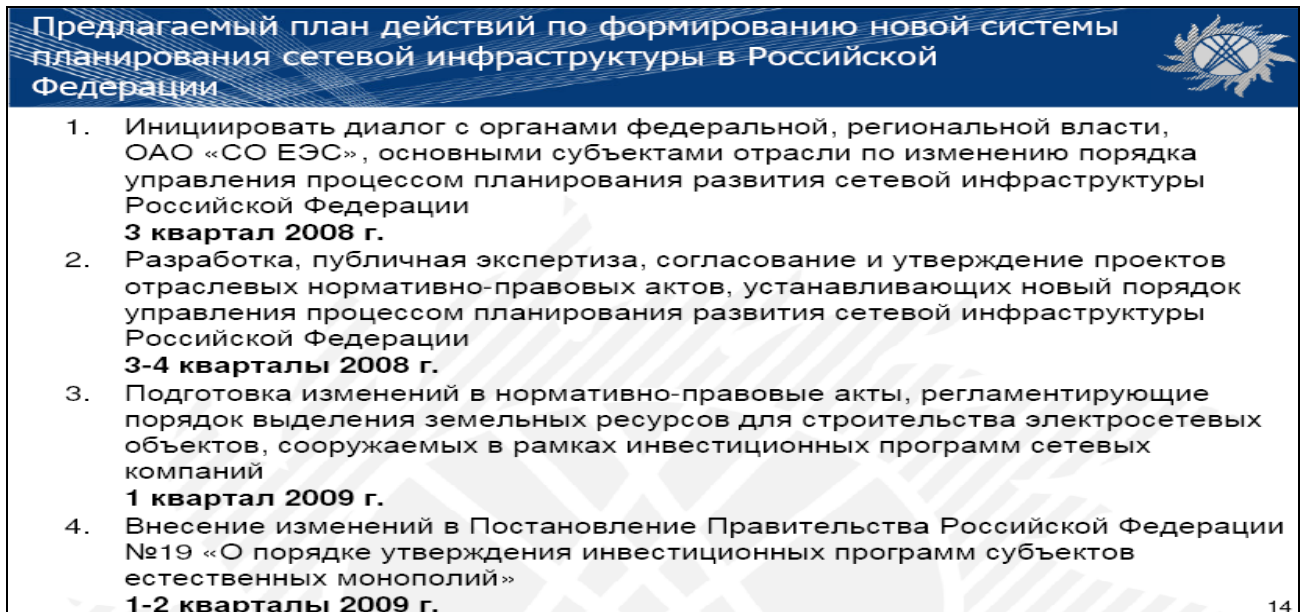 Предлагаемый план действий по формированию новой системы
планирования сетевой инфраструктуры в Российской
Федерации
1. Инициировать диалог с органами федеральной, региональной власти,
ОАО «СО ЕЭС», основными субъектами отрасли по изменению порядка
управления процессом планирования развития сетевой инфраструктуры
Российской Федерации
3 квартал 2008 г.
2. Разработка, публичная экспертиза, согласование и утверждение проектов
отраслевых нормативно-правовых актов, устанавливающих новый порядок
управления процессом планирования развития сетевой инфраструктуры
Российской Федерации
3-4 кварталы 2008 г.
3. Подготовка изменений в нормативно-правовые акты, регламентирующие
порядок выделения земельных ресурсов для строительства электросетевых
объектов, сооружаемых в рамках инвестиционных программ сетевых
компаний
1 квартал 2009 г.
4. Внесение изменений в Постановление Правительства Российской Федерации
№19 «О порядке утверждения инвестиционных программ субъектов
естественных монополий»
1-2 кварталы 2009 г.
14